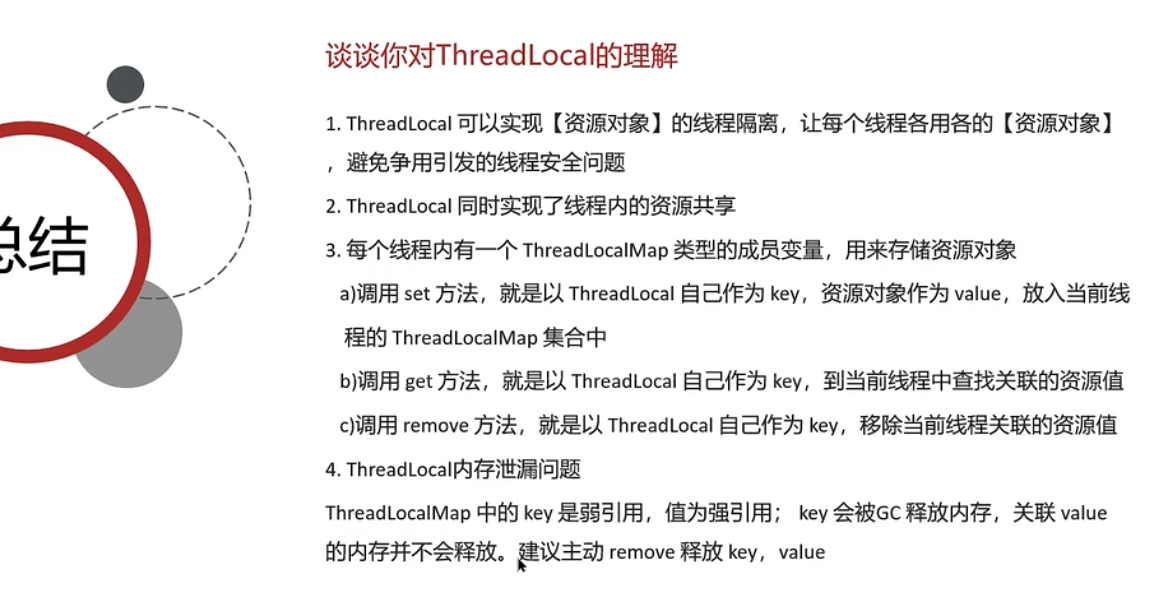 谈谈你对ThreadLocal的理解
总结
1. ThreadLocal 可以实现【资源对象】的线程隔离，让每个线程各用各的【资源对象】
，避免争用引发的线程安全问题
2. ThreadLocal 同时实现了线程内的资源共享
3. 每个线程内有一个 ThreadLocalMap 类型的成员变量，用来存储资源对象
a)调用 set 方法，就是以 ThreadLocal 自己作为 key，资源对象作为 value，放入当前线
程的 ThreadLocalMap 集合中
b)调用 get 方法，就是以 ThreadLocal 自己作为 key，到当前线程中查找关联的资源值
c)调用 remove 方法，就是以 ThreadLocal 自己作为 key，移除当前线程关联的资源值
4. ThreadLocal内存泄漏问题
ThreadLocalMap 中的 key 是弱引用，值为强引用； key 会被GC 释放内存，关联 value
的内存并不会释放。建议主动 remove 释放 key，value